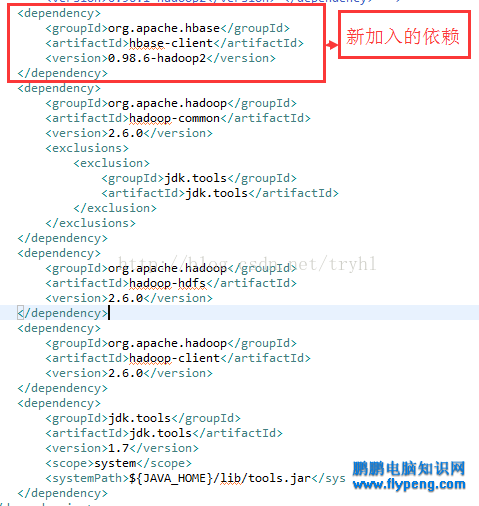 <version>0.98.1-hadoop2</version> </dependency>
<dependency>
<groupId>org.apache.hbase</groupId>
<artifactId>hbase-client</artifactId>
<version>0.98.6-hadoop2</version>
</dependency>
新加入的依赖
<dependency>
<groupId>org.apache.hadoop</groupId>
<artifactId>hadoop-common</artifactId>
<version>2.6.0</version>
<exclusions>
<exclusion>
<groupId>jdk.tools</groupId>
<artifactId>jdk.tools</artifactId>
</exclusion>
</exclusions>
</dependency>
http://blog.csdn.net/tryhl
<dependency>
<groupId>org.apache.hadoop</groupId>
<artifactId>hadoop-hdfs</artifactId>
<version>2.6.0</version>
</dependency>
<dependency>
<groupId>org.apache.hadoop</groupId>
<artifactId>hadoop-client</artifactId>
<version>2.6.0</version>
</dependency>
<dependency>
<groupId>jdk.tools</groupId>
<artifactId>jdk.tools</artifactId>
<version>1.7</version>
<scope>system</scope>
<systemPath>${JAVA_HOME}/lib/tools.jar</sys
</dependency>
鹏鹏电脑知识网
www.flypeng.com